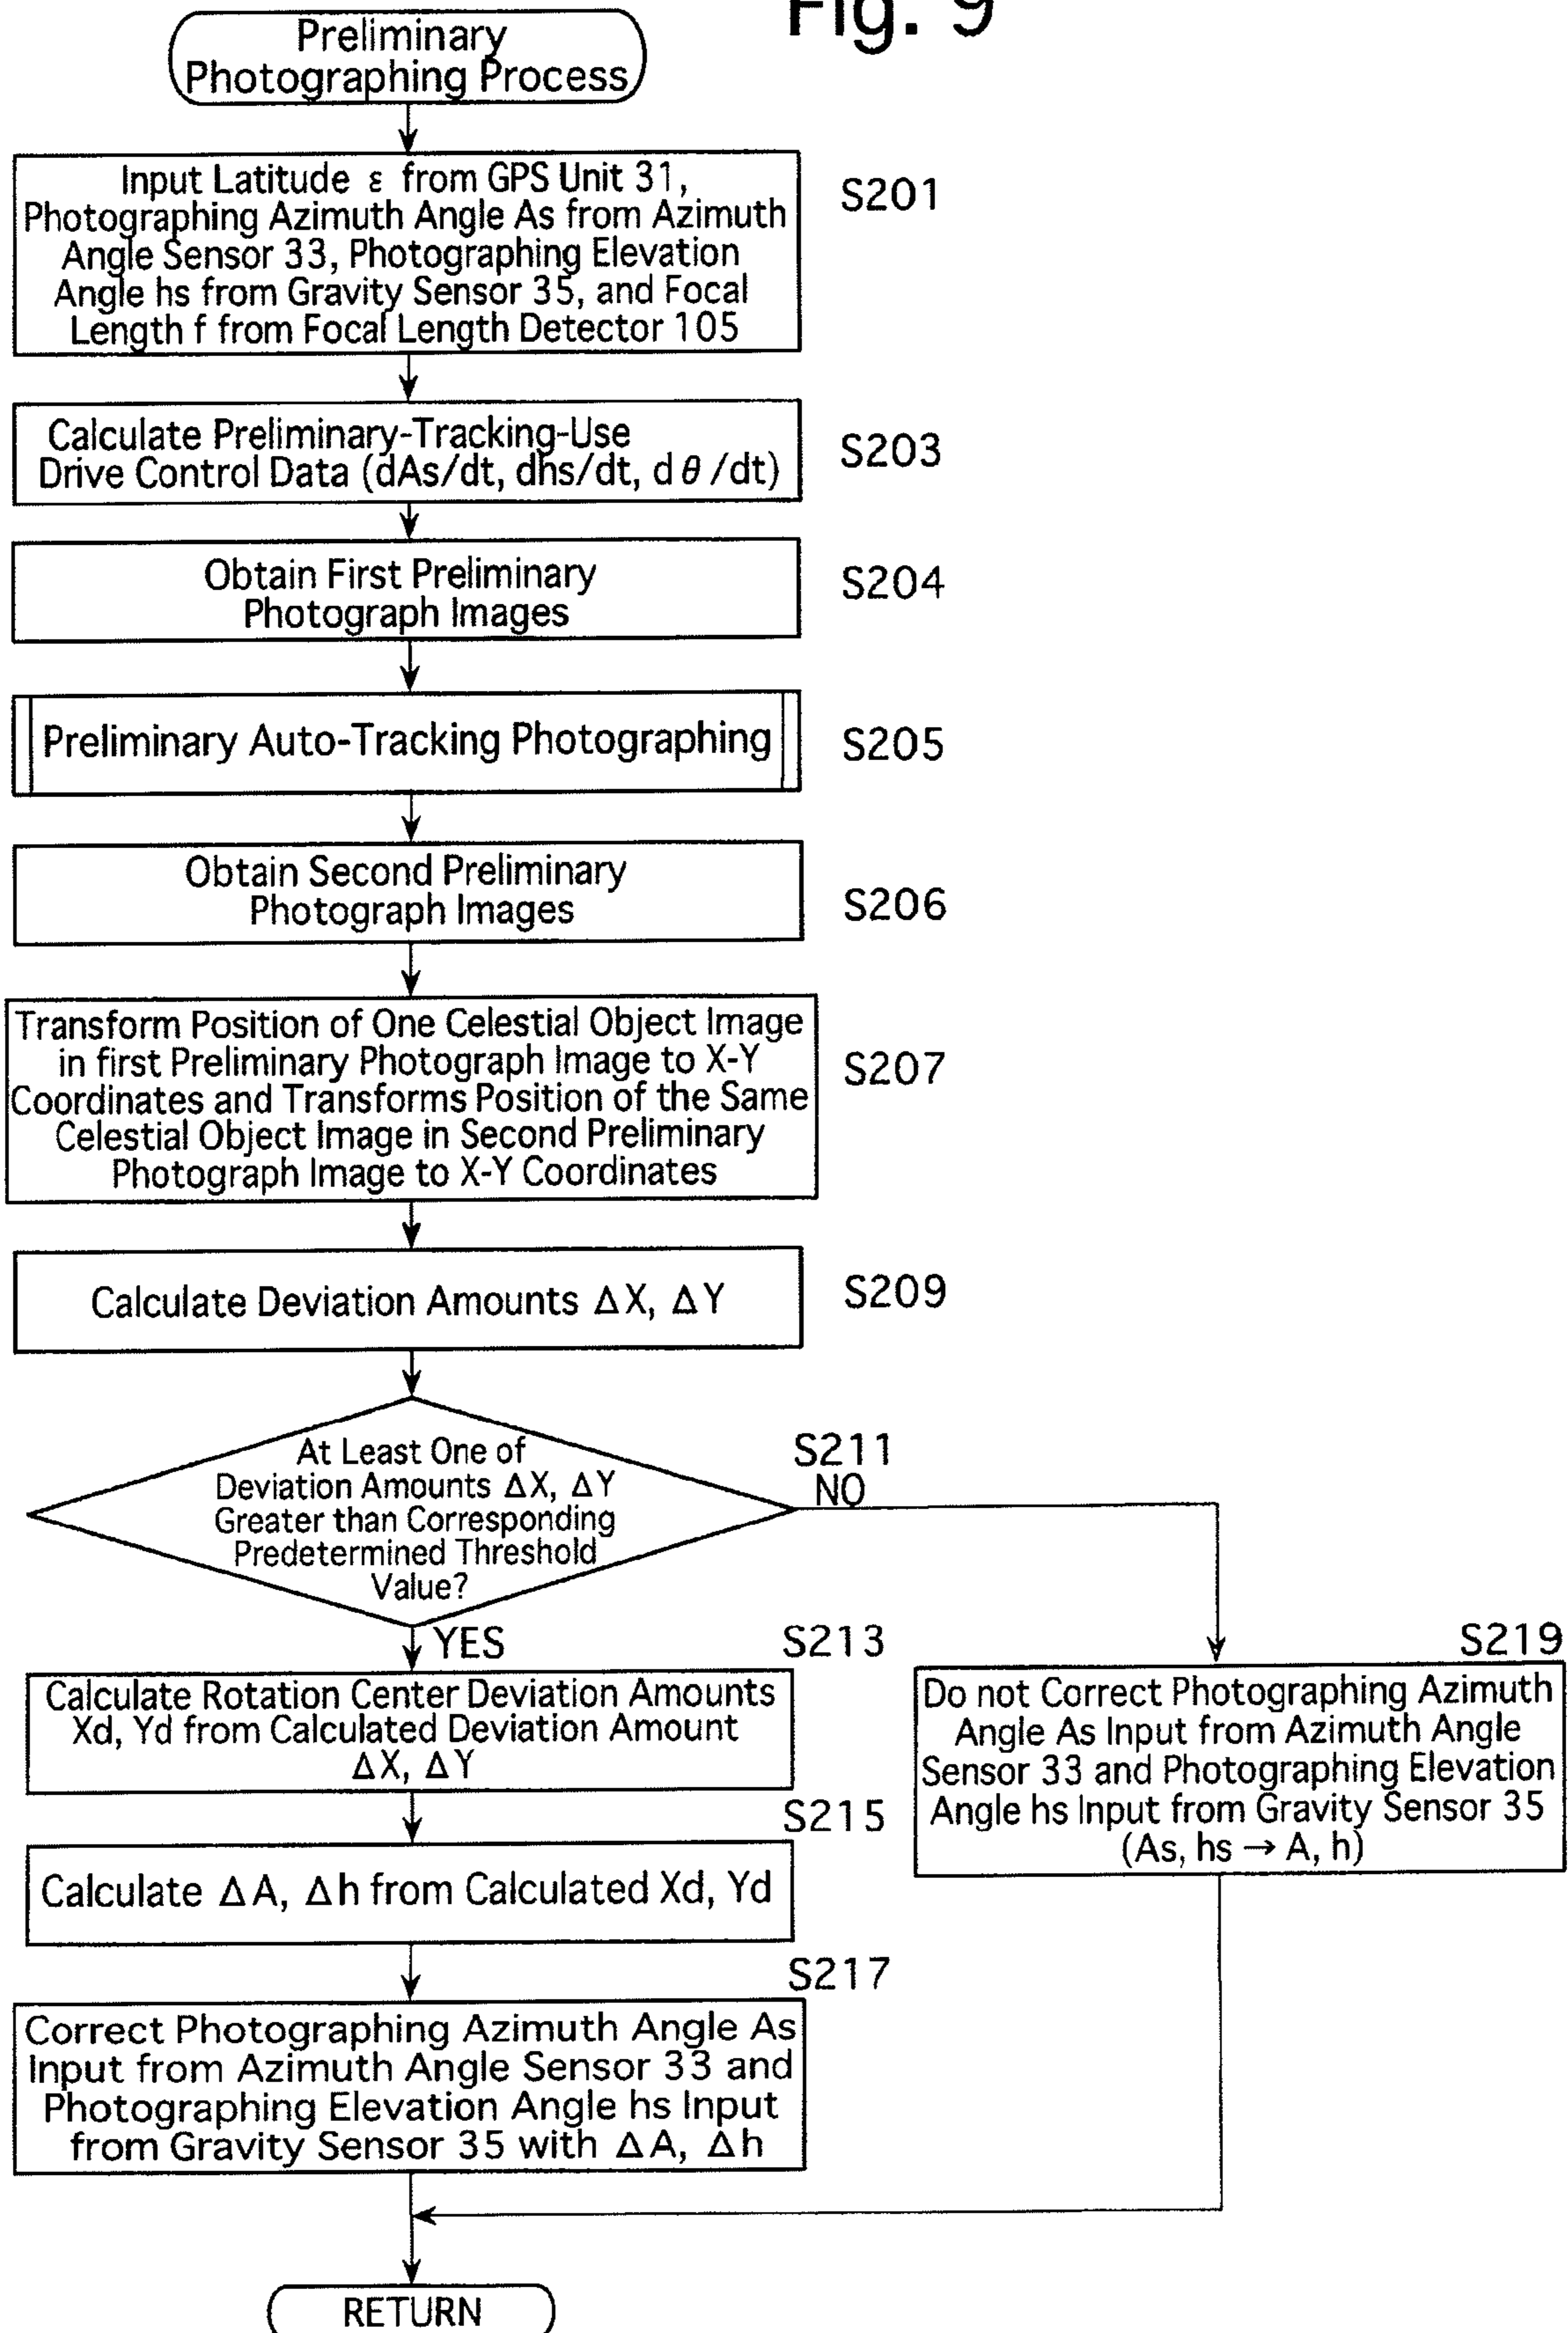 Fig. 9
Preliminary
Photographing Process
Input Latitude ε from GPS Unit 31,
Photographing Azimuth Angle As from Azimuth
Angle Sensor 33, Photographing Elevation
Angle hs from Gravity Sensor 35, and Focal
Length f from Focal Length Detector 105
S201
Calculate Preliminary-Tracking-Use
Drive Control Data (dAs/dt, dhs/dt, dθ/dt)
S203
Obtain First Preliminary
Photograph Images
S204
Preliminary Auto-Tracking Photographing
S205
Obtain Second Preliminary
Photograph Images
S206
Transform Position of One Celestial Object Image
in first Preliminary Photograph Image to X-Y
Coordinates and Transforms Position of the Same
Celestial Object Image in Second Preliminary
Photograph Image to X-Y Coordinates
S207
Calculate Deviation Amounts ΔX, ΔY
S209
At Least One of
Deviation Amounts ΔX, ΔY
Greater than Corresponding
Predetermined Threshold
Value?
S211
NO
YES
S213
Calculate Rotation Center Deviation Amounts
Xd, Yd from Calculated Deviation Amount
ΔX, ΔY
S215
Calculate ΔA, Δh from Calculated Xd, Yd
S217
Correct Photographing Azimuth Angle As
Input from Azimuth Angle Sensor 33 and
Photographing Elevation Angle hs Input
from Gravity Sensor 35 with ΔA, Δh
S219
Do not Correct Photographing Azimuth
Angle As Input from Azimuth Angle
Sensor 33 and Photographing Elevation
Angle hs Input from Gravity Sensor 35
(As, hs → A, h)
RETURN